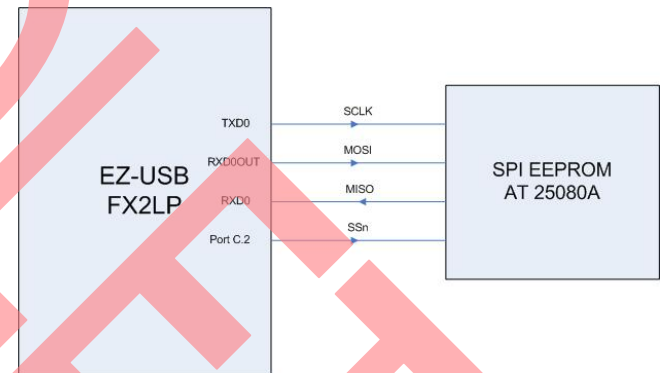 EZ-USB
FX2LP
TXD0
RXD0OUT
RXD0
Port C.2
SCLK
MOSI
MISO
SSn
SPI EEPROM
AT 25080A